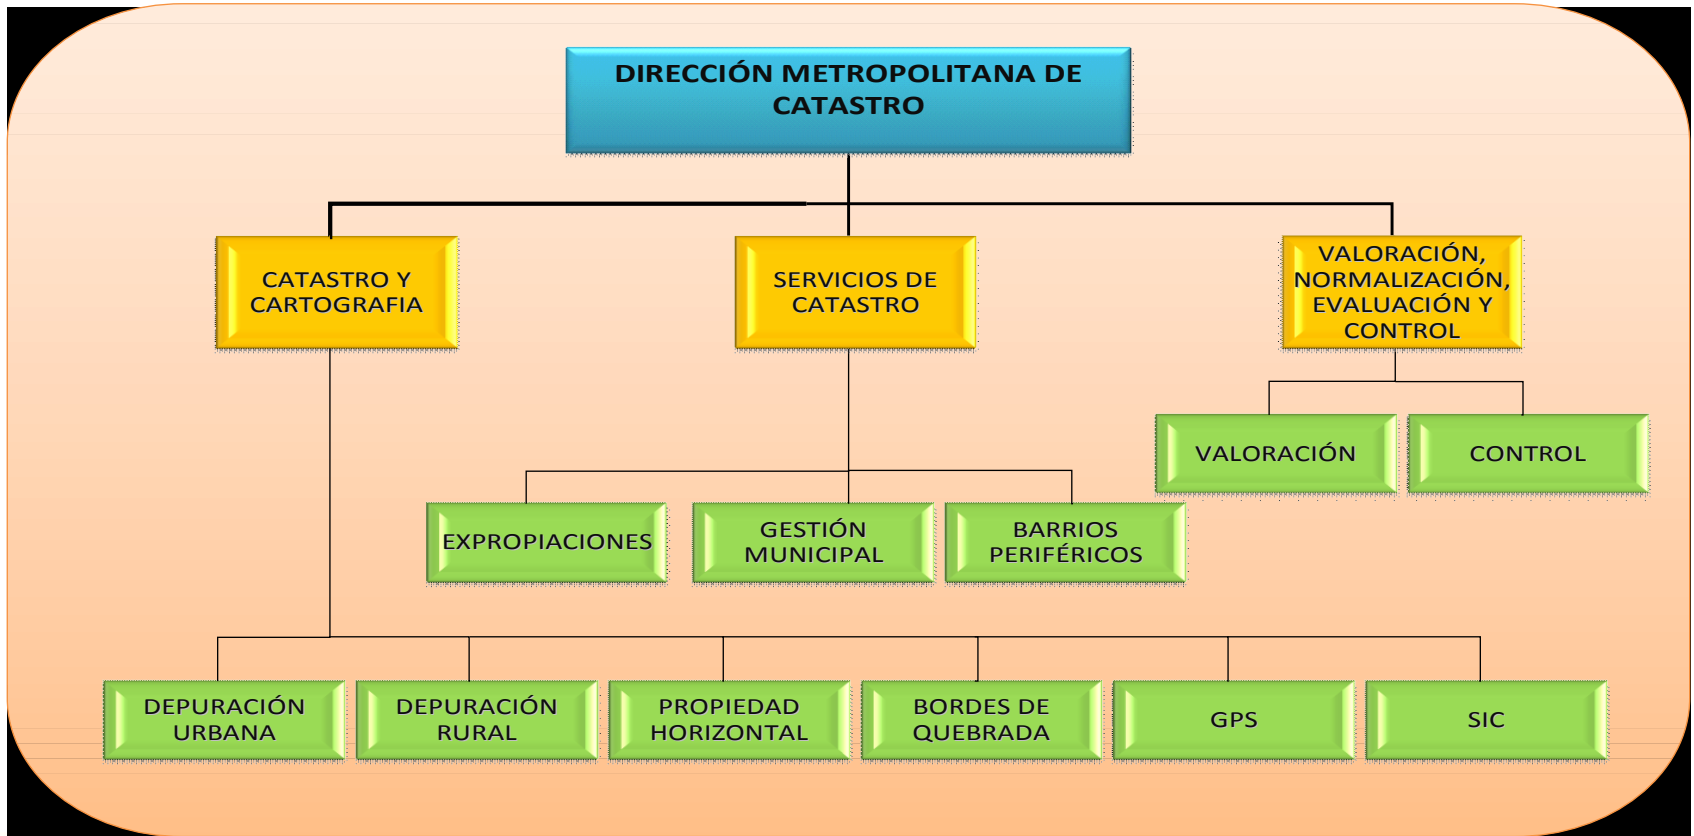 DIRECCIÓN METROPOLITANA DE
CATASTRO
CATASTRO Y
CARTOGRAFIA
SERVICIOS DE
CATASTRO
VALORACIÓN,
NORMALIZACIÓN,
EVALUACIÓN Y
CONTROL
VALORACIÓN
CONTROL
EXPROPIACIONES
GESTIÓN
MUNICIPAL
BARRIOS
PERIFÉRICOS
DEPURACIÓN
URBANA
DEPURACIÓN
RURAL
PROPIEDAD
HORIZONTAL
BORDES DE
QUEBRADA
GPS
SIC